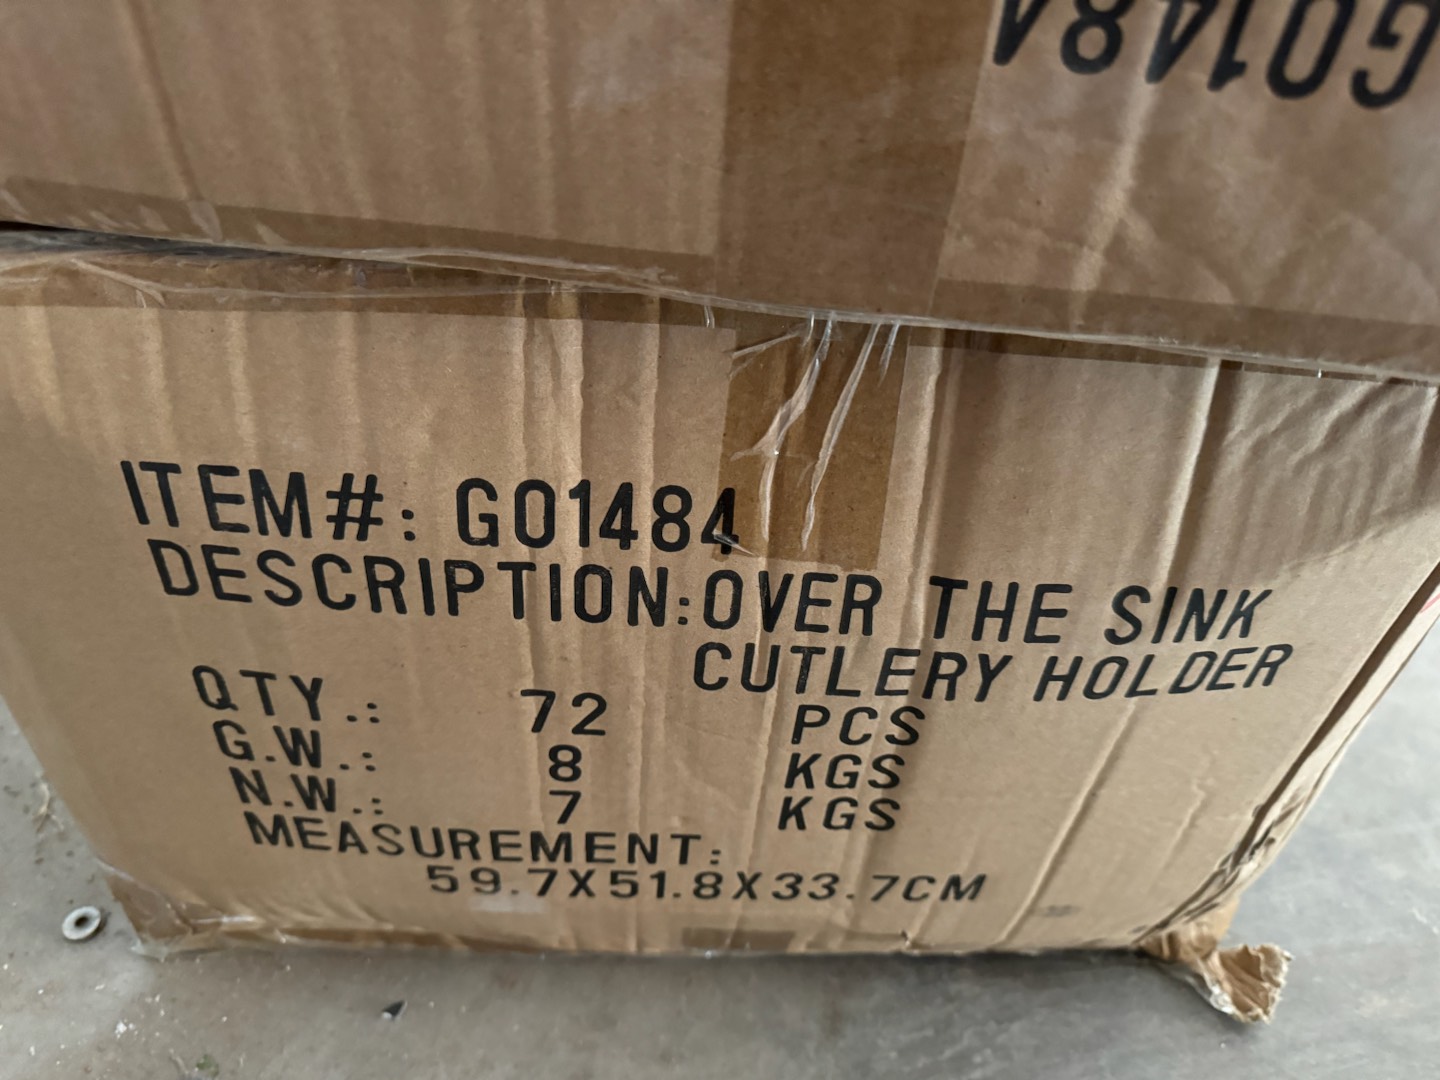 G01484
ITEM#: G01484
DESCRIPTION:OVER THE SINK
CUTLERY HOLDER
QTY.: 72 PCS
G.W.: 8 KGS
N.W.: 7 KGS
MEASUREMENT:
59.7X51.8X33.7CM